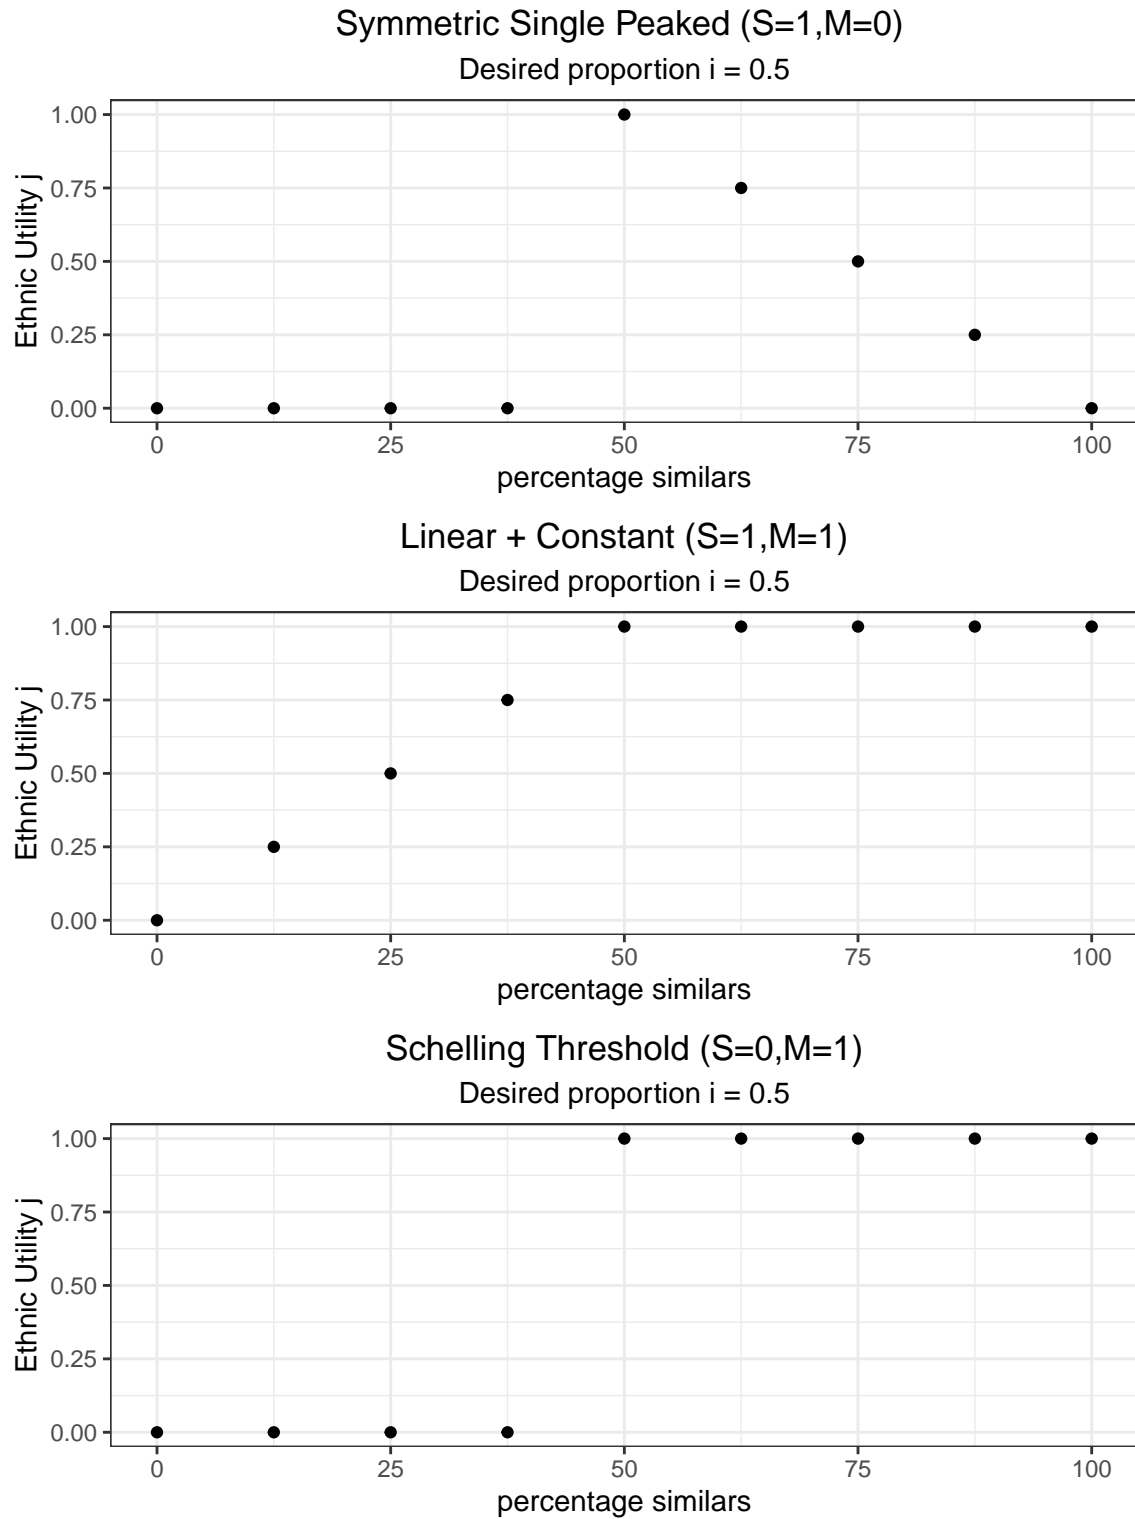 Symmetric Single Peaked (S=1,M=0)
Desired proportion i = 0.5
Ethnic Utility j
1.00
0.75
0.50
0.25
0.00
0 25 50 75 100
percentage similars
Linear + Constant (S=1,M=1)
Desired proportion i = 0.5
Ethnic Utility j
1.00
0.75
0.50
0.25
0.00
0 25 50 75 100
percentage similars
Schelling Threshold (S=0,M=1)
Desired proportion i = 0.5
Ethnic Utility j
1.00
0.75
0.50
0.25
0.00
0 25 50 75 100
percentage similars